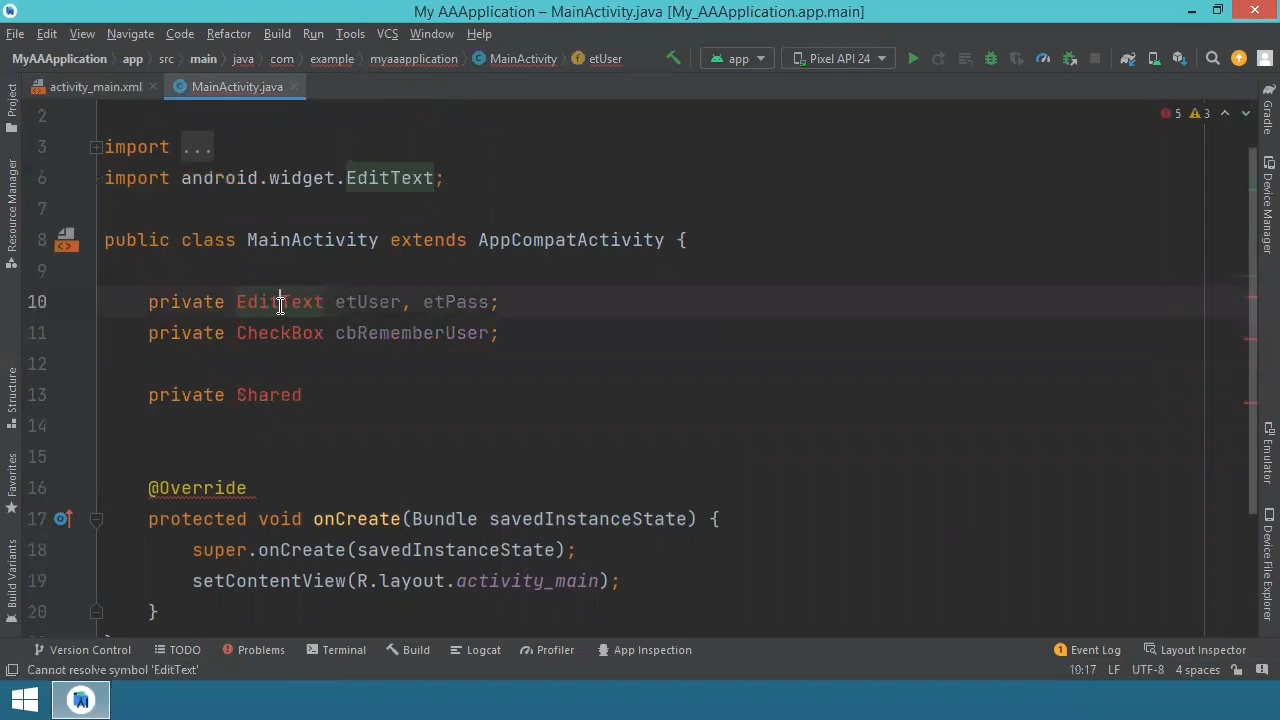 My AAApplication – MainActivity.java [My_AAApplication.app.main]
File Edit View Navigate Code Refactor Build Run Tools VCS Window Help
MyAAApplication app src main java com example myaaapplication MainActivity etUser app Pixel API 24
activity_main.xml MainActivity.java
Project
Resource Manager
Structure
Favorites
Build Variants
2
3 import ...
6 import android.widget.EditText;
7
8 public class MainActivity extends AppCompatActivity {
9
10 private EditText etUser, etPass;
11 private CheckBox cbRememberUser;
12
13 private Shared
14
15
16 @Override
17 protected void onCreate(Bundle savedInstanceState) {
18 super.onCreate(savedInstanceState);
19 setContentView(R.layout.activity_main);
20 }
5 3
Gradle
Device Manager
Emulator
Device File Explorer
Version Control TODO Problems Terminal Build Logcat Profiler App Inspection 1 Event Log Layout Inspector
Cannot resolve symbol 'EditText' 10:17 LF UTF-8 4 spaces